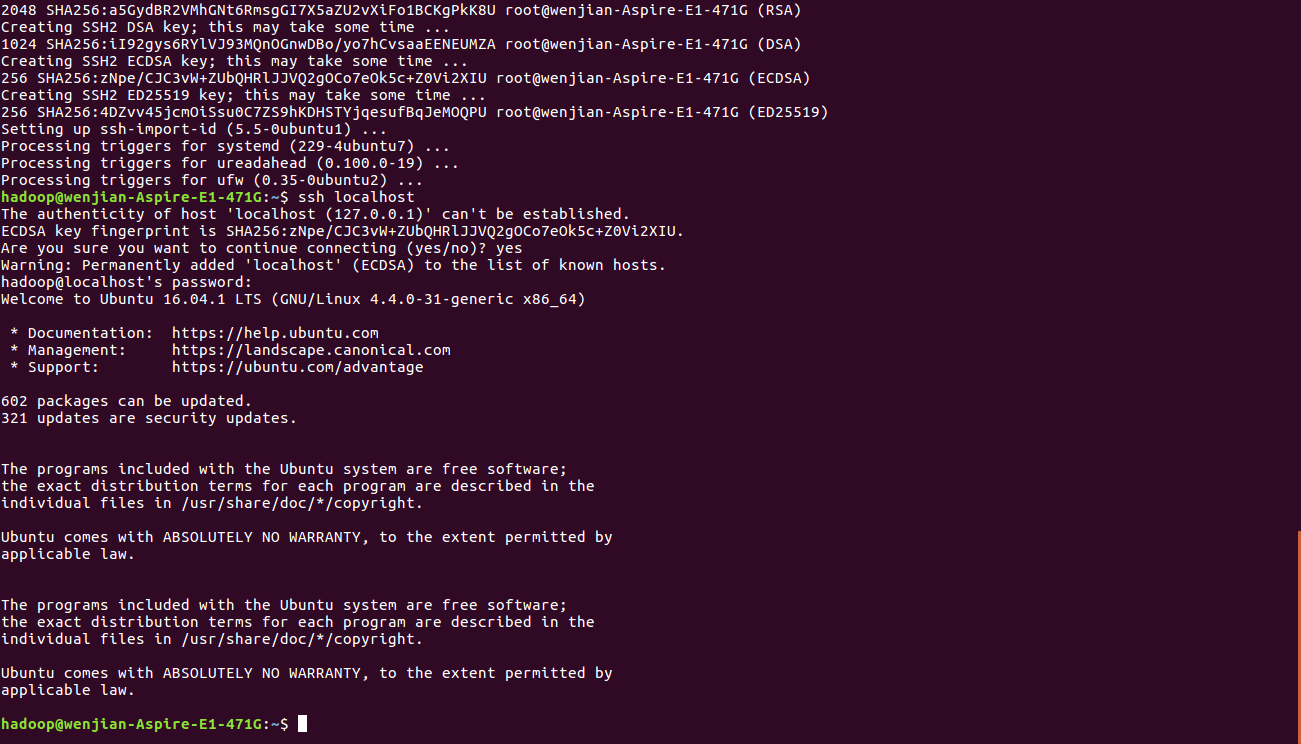 2048 SHA256:a5GydBR2VMhGNt6RmsgGI7X5aZU2vXiFo1BCKgPkK8U root@wenjian-Aspire-E1-471G (RSA)
Creating SSH2 DSA key; this may take some time ...
1024 SHA256:iI92gys6RYlVJ93MQnOGnwDBo/yo7hCvsaaEENEUMZA root@wenjian-Aspire-E1-471G (DSA)
Creating SSH2 ECDSA key; this may take some time ...
256 SHA256:zNpe/CJC3vW+ZUbQHRlJJVQ2gOCo7eOk5c+Z0Vi2XIU root@wenjian-Aspire-E1-471G (ECDSA)
Creating SSH2 ED25519 key; this may take some time ...
256 SHA256:4DZvv45jcmOiSsu0C7ZS9hKDHSTYjqesufBqJeMOQPU root@wenjian-Aspire-E1-471G (ED25519)
Setting up ssh-import-id (5.5-0ubuntu1) ...
Processing triggers for systemd (229-4ubuntu7) ...
Processing triggers for ureadahead (0.100.0-19) ...
Processing triggers for ufw (0.35-0ubuntu2) ...
hadoop@wenjian-Aspire-E1-471G:~$ ssh localhost
The authenticity of host 'localhost (127.0.0.1)' can't be established.
ECDSA key fingerprint is SHA256:zNpe/CJC3vW+ZUbQHRlJJVQ2gOCo7eOk5c+Z0Vi2XIU.
Are you sure you want to continue connecting (yes/no)? yes
Warning: Permanently added 'localhost' (ECDSA) to the list of known hosts.
hadoop@localhost's password:
Welcome to Ubuntu 16.04.1 LTS (GNU/Linux 4.4.0-31-generic x86_64)
* Documentation:  https://help.ubuntu.com
* Management:     https://landscape.canonical.com
* Support:        https://ubuntu.com/advantage
602 packages can be updated.
321 updates are security updates.
The programs included with the Ubuntu system are free software;
the exact distribution terms for each program are described in the
individual files in /usr/share/doc/*/copyright.
Ubuntu comes with ABSOLUTELY NO WARRANTY, to the extent permitted by
applicable law.
The programs included with the Ubuntu system are free software;
the exact distribution terms for each program are described in the
individual files in /usr/share/doc/*/copyright.
Ubuntu comes with ABSOLUTELY NO WARRANTY, to the extent permitted by
applicable law.
hadoop@wenjian-Aspire-E1-471G:~$